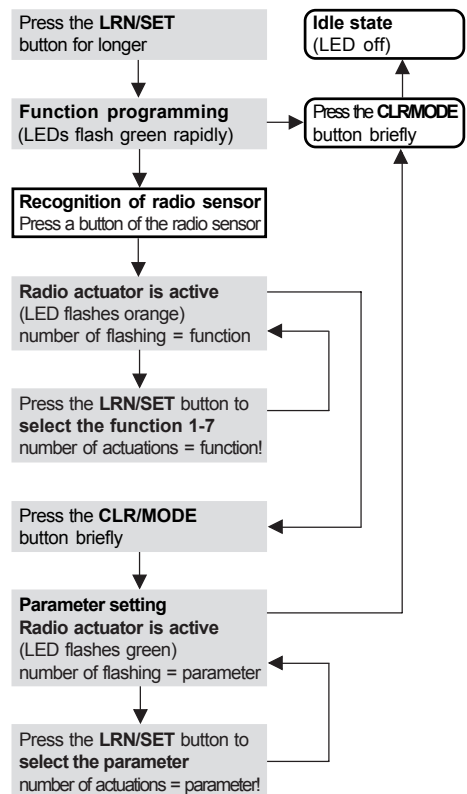 Press the LRN/SET
button for longer
Idle state
(LED off)
Function programming
(LEDs flash green rapidly)
Press the CLR/MODE
button briefly
Recognition of radio sensor
Press a button of the radio sensor
Radio actuator is active
(LED flashes orange)
number of flashing = function
Press the LRN/SET button to
select the function 1-7
number of actuations = function!
Press the CLR/MODE
button briefly
Parameter setting
Radio actuator is active
(LED flashes green)
number of flashing = parameter
Press the LRN/SET button to
select the parameter
number of actuations = parameter!